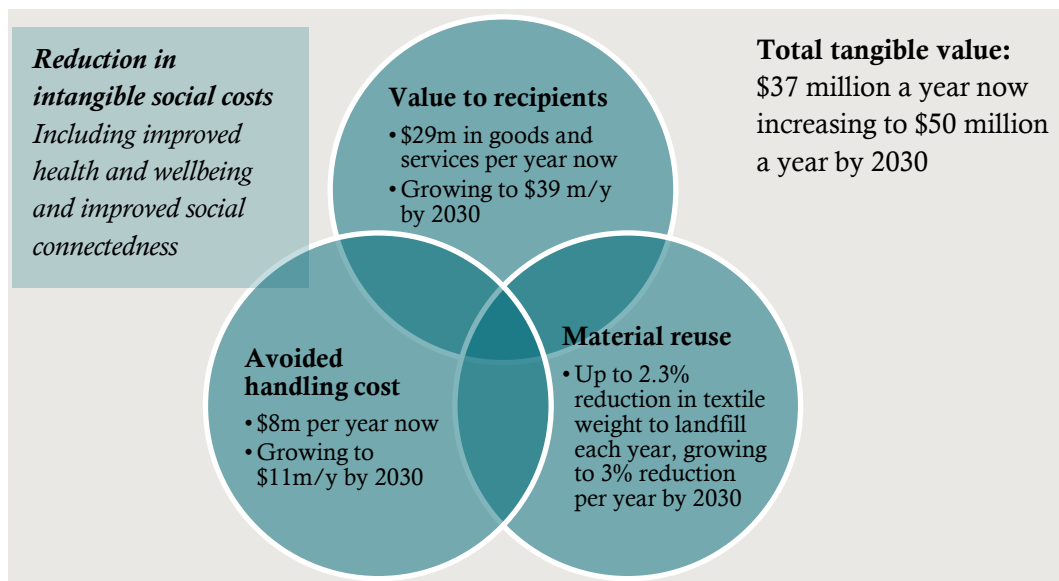 Reduction in
intangible social costs
Including improved
health and wellbeing
and improved social
connectedness
Value to recipients
• $29m in goods and
services per year now
• Growing to $39 m/y
by 2030
Total tangible value:
$37 million a year now
increasing to $50 million
a year by 2030
Avoided
handling cost
• $8m per year now
• Growing to
$11m/y by 2030
Material reuse
• Up to 2.3%
reduction in textile
weight to landfill
each year, growing
to 3% reduction
per year by 2030